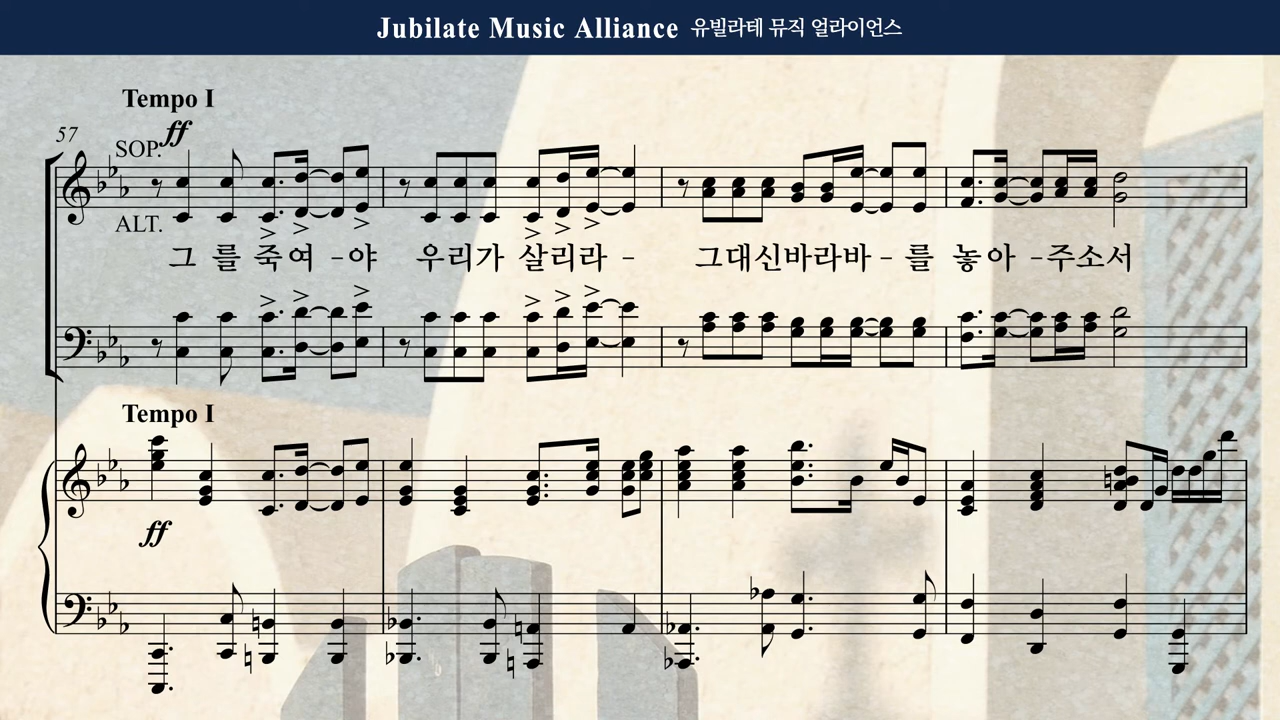 Jubilate Music Alliance 유빌라테 뮤직 얼라이언스
Tempo I
57
ff
SOP.
ALT.
그 를 죽여 - 야 우리가 살리라 - 그대신바라바 - 를 놓아 - 주소서
Tempo I
ff